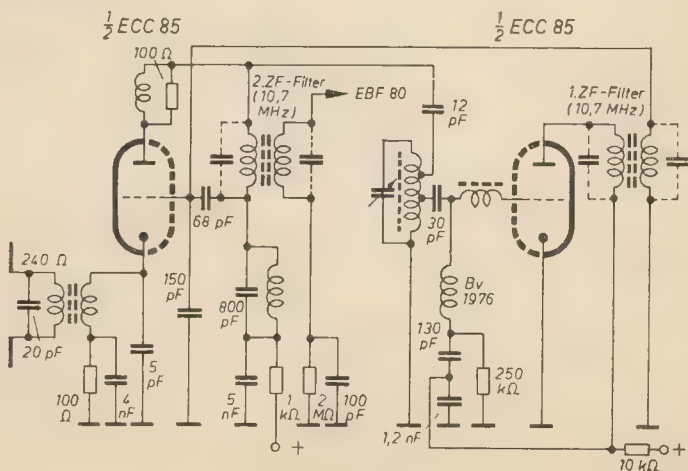 ½ ECC 85
½ ECC 85
100 Ω
2.ZF-Filter
(10,7
MHz)
EBF 80
12
pF
1.ZF-Filter
(10,7 MHz)
68 pF
30
pF
240 Ω
20 pF
150
pF
800
pF
Bv
1976
130
pF
100
Ω
4
nF
5
pF
5
nF
1
kΩ
2
MΩ
100
pF
1,2 nF
250
kΩ
10 kΩ
+
+